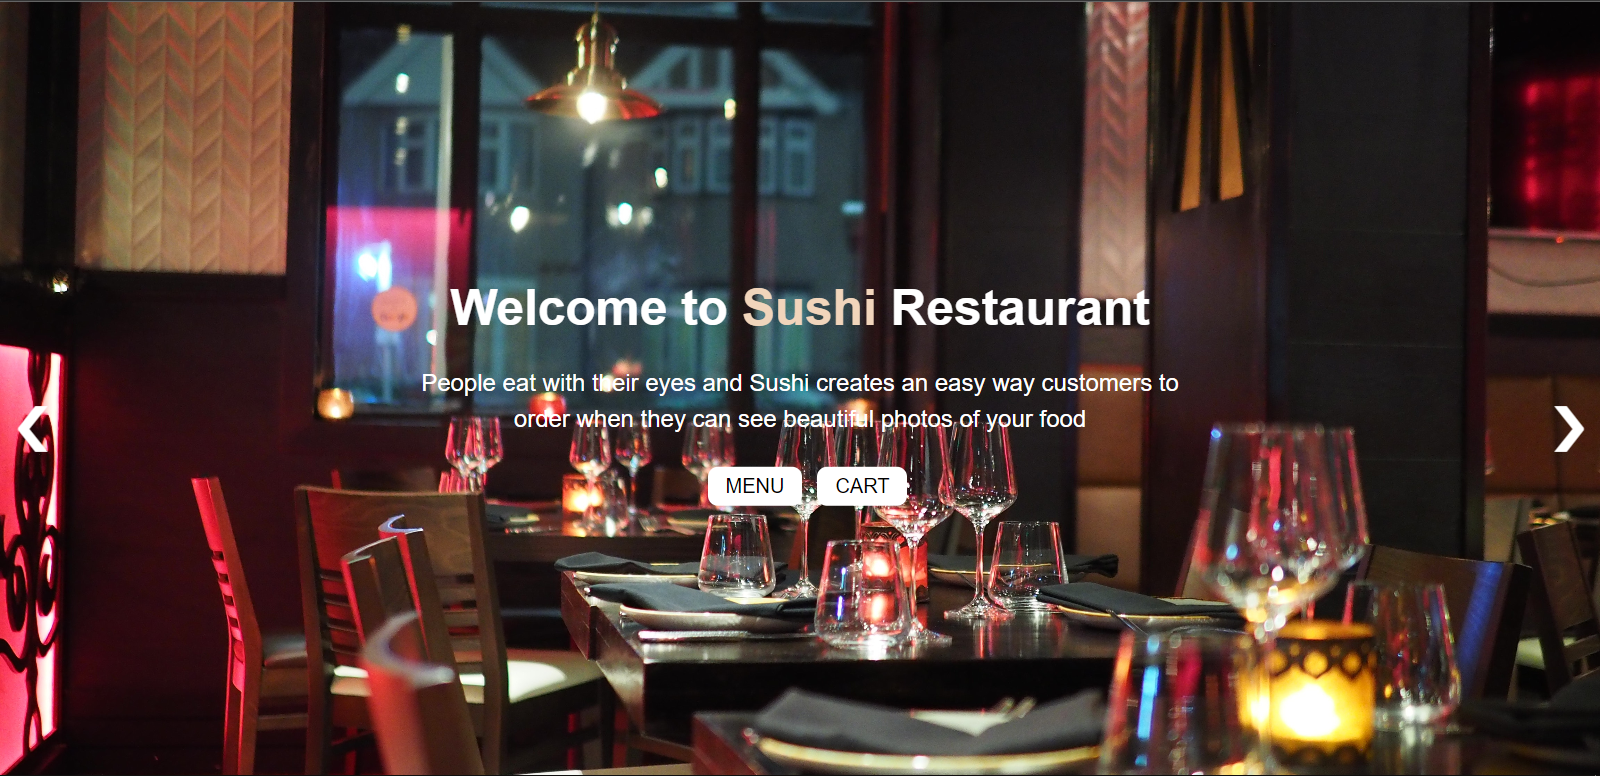 Welcome to Sushi Restaurant
People eat with their eyes and Sushi creates an easy way customers to
order when they can see beautiful photos of your food
MENU CART